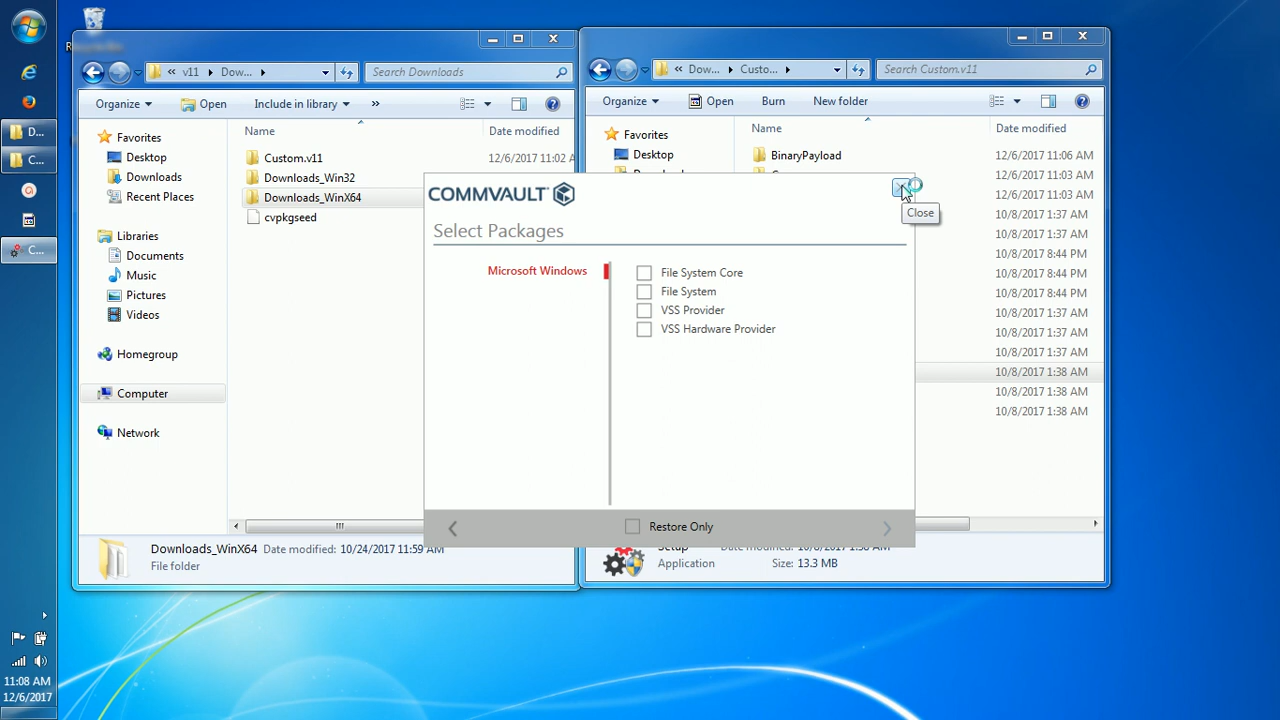 « v11 ▸ Dow... ▸
Search Downloads
Organize
Open
Include in library
»
Name
Date modified
Favorites
Desktop
Downloads
Recent Places
Libraries
Documents
Music
Pictures
Videos
Homegroup
Computer
Network
Custom.v11
12/6/2017 11:02 A
Downloads_Win32
Downloads_WinX64
cvpkgseed
Downloads_WinX64 Date modified: 10/24/2017 11:59 AM
File folder
« Dow... ▸ Custo... ▸
Search Custom.v11
Organize
Open
Burn
New folder
Name
Date modified
Favorites
Desktop
BinaryPayload
12/6/2017 11:06 AM
12/6/2017 11:03 AM
12/6/2017 11:03 AM
10/8/2017 1:37 AM
10/8/2017 1:37 AM
10/8/2017 8:44 PM
10/8/2017 8:44 PM
10/8/2017 8:44 PM
10/8/2017 1:37 AM
10/8/2017 1:37 AM
10/8/2017 1:38 AM
10/8/2017 1:38 AM
10/8/2017 1:38 AM
Application
Size: 13.3 MB
COMMVAULT
Close
Select Packages
Microsoft Windows
File System Core
File System
VSS Provider
VSS Hardware Provider
Restore Only
D...
C...
C...
11:08 AM
12/6/2017